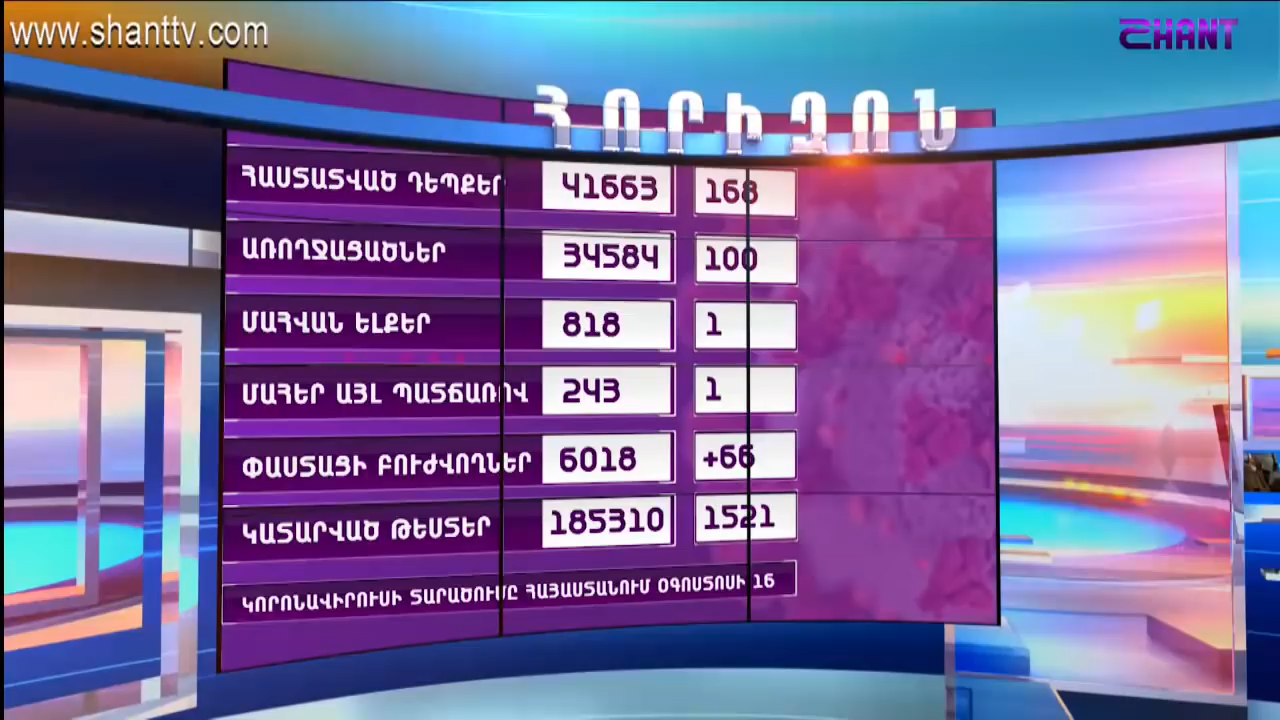 www.shanttv.com
SHANT
ՀՈՐԻԶՈՆ
ՀԱՍՏԱՏՎԱԾ ԴԵՊՔԵՐ 41663 168
ԱՌՈՂՋԱՑԱԾՆԵՐ 34584 100
ՄԱՀՎԱՆ ԵԼՔԵՐ 818 1
ՄԱՀԵՐ ԱՅԼ ՊԱՏՃԱՌՈՎ 243 1
ՓԱՍՏԱՑԻ ԲՈՒԺՎՈՂՆԵՐ 6018 +66
ԿԱՏԱՐՎԱԾ ԹԵՍՏԵՐ 185310 1521
ԿՈՐՈՆԱՎԻՐՈՒՍԻ ՏԱՐԱԾՈՒՄԸ ՀԱՅԱՍՏԱՆՈՒՄ ՕԳՈՍՏՈՍԻ 16